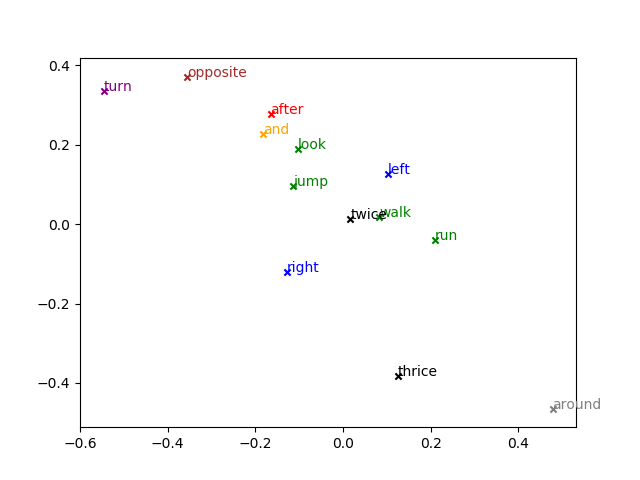 0.4
opposite
turn
after
and
0.2
look
left
jump
twice
walk
0.0
run
right
−0.2
thrice
−0.4
around
−0.6
−0.4
−0.2
0.0
0.2
0.4